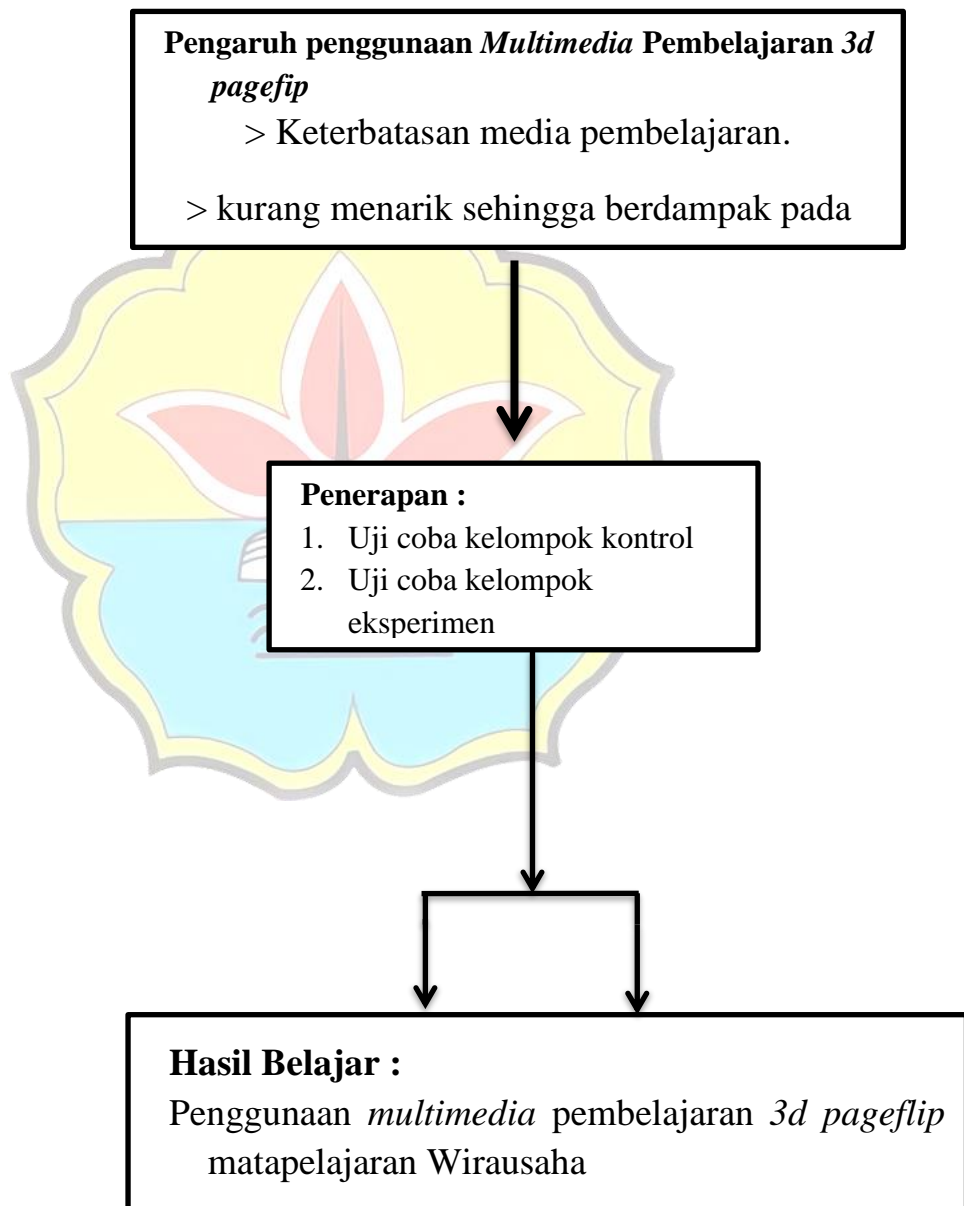 Pengaruh penggunaan Multimedia Pembelajaran 3d
pagefip
> Keterbatasan media pembelajaran.
> kurang menarik sehingga berdampak pada
Penerapan :
1. Uji coba kelompok kontrol
2. Uji coba kelompok
eksperimen
Hasil Belajar :
Penggunaan multimedia pembelajaran 3d pageflip
matapelajaran Wirausaha